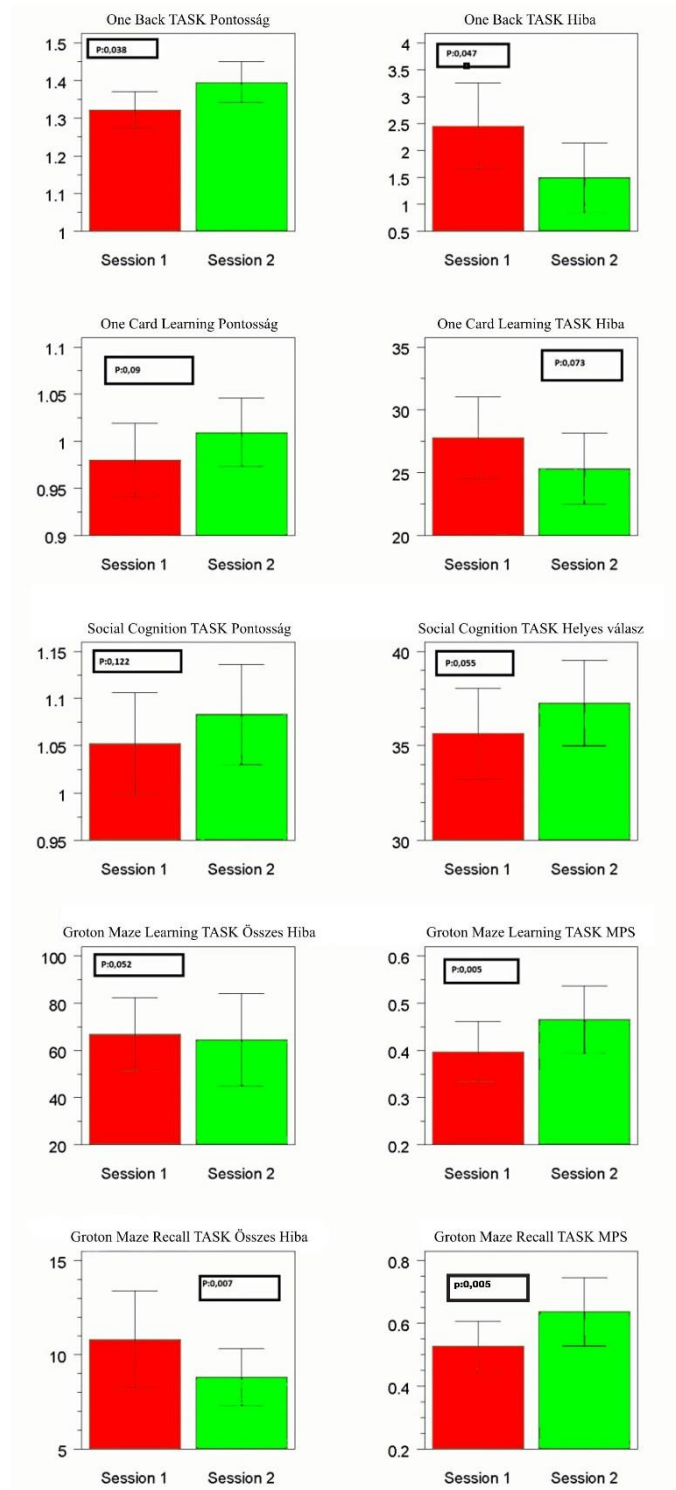 One Back TASK Pontosság
P:0,038
1.5
1.4
1.3
1.2
1.1
1
Session 1 Session 2
One Back TASK Hiba
P:0,047
4
3.5
3
2.5
2
1.5
1
0.5
Session 1 Session 2
One Card Learning Pontosság
P:0,09
1.1
1.05
1
0.95
0.9
Session 1 Session 2
One Card Learning TASK Hiba
P:0,073
35
30
25
20
Session 1 Session 2
Social Cognition TASK Pontosság
P:0,122
1.15
1.1
1.05
1
0.95
Session 1 Session 2
Social Cognition TASK Helyes válasz
P:0,055
40
35
30
Session 1 Session 2
Groton Maze Learning TASK Összes Hiba
P:0,052
100
80
60
40
20
Session 1 Session 2
Groton Maze Learning TASK MPS
P:0,005
0.6
0.5
0.4
0.3
0.2
Session 1 Session 2
Groton Maze Recall TASK Összes Hiba
P:0,007
15
10
5
Session 1 Session 2
Groton Maze Recall TASK MPS
p:0,005
0.8
0.6
0.4
0.2
Session 1 Session 2